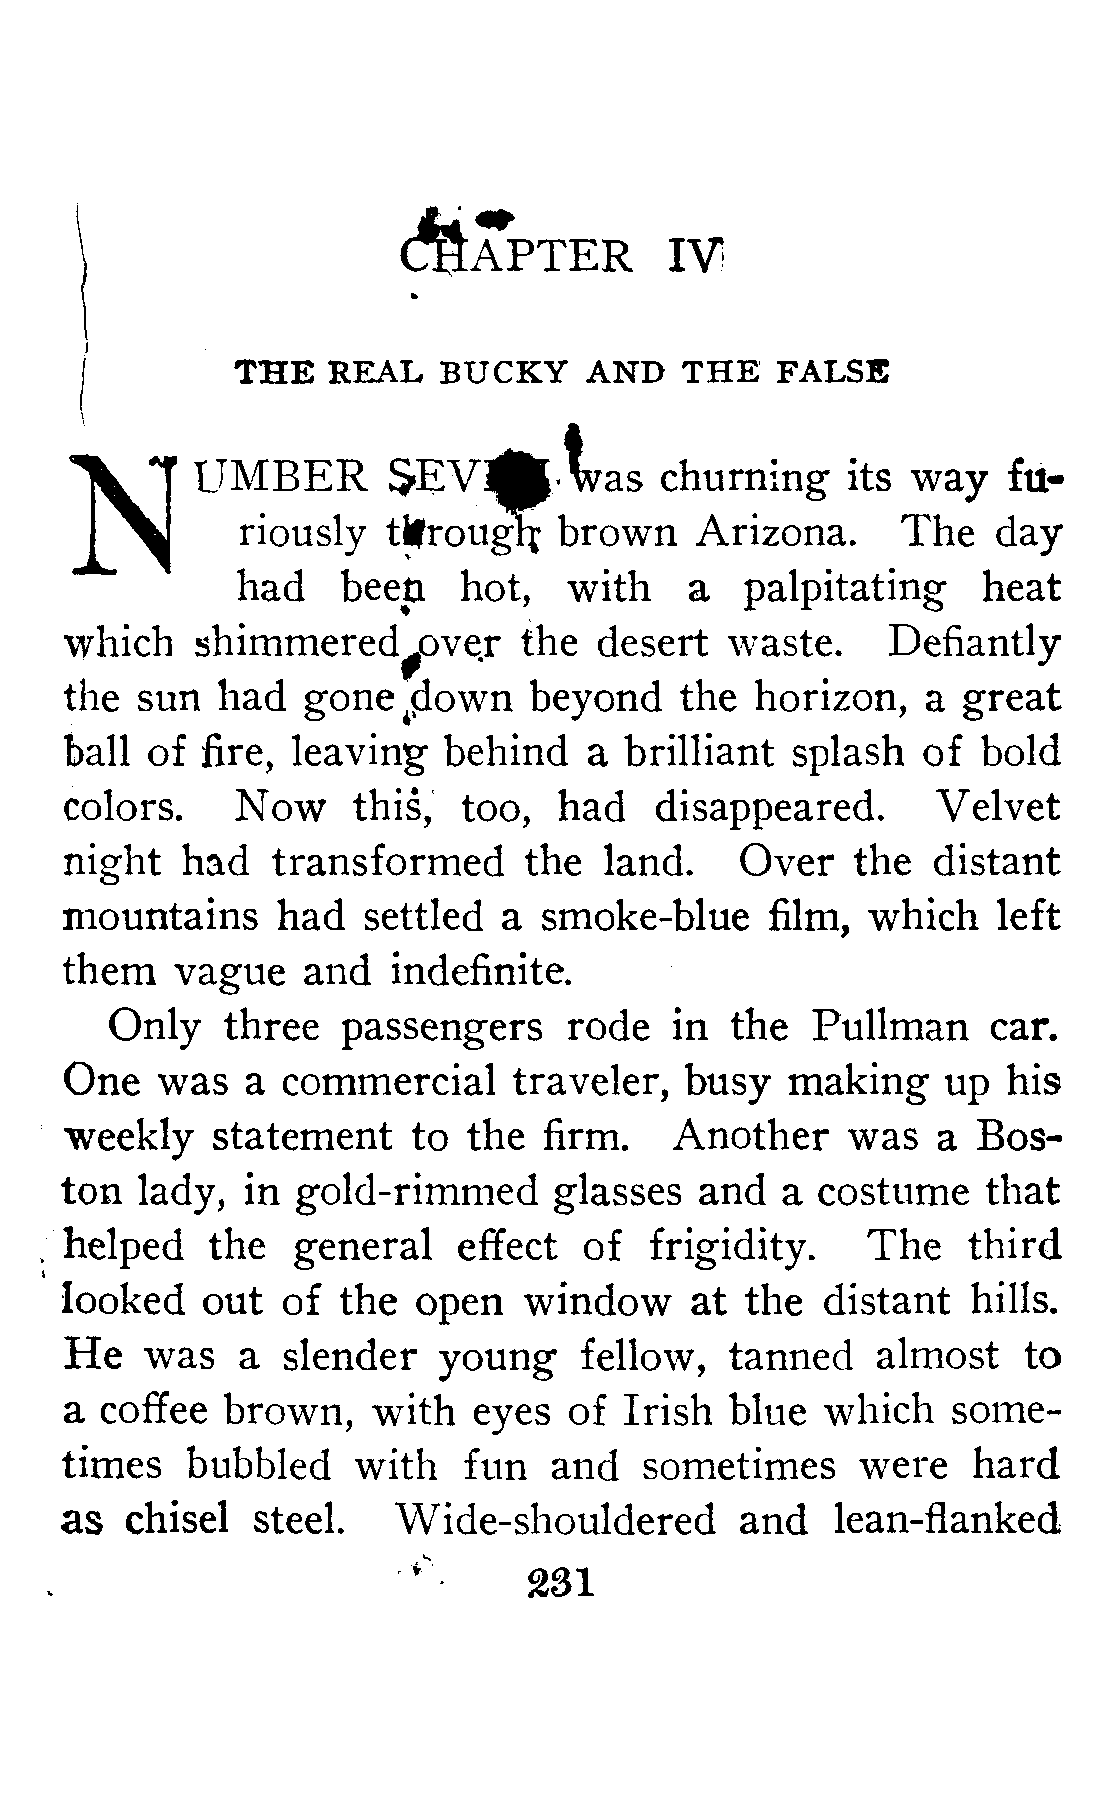 CHAPTER IV
THE REAL BUCKY AND THE FALSE
NUMBER SEVEN was churning its way fu-
riously through brown Arizona. The day
had been hot, with a palpitating heat
which shimmered over the desert waste. Defiantly
the sun had gone down beyond the horizon, a great
ball of fire, leaving behind a brilliant splash of bold
colors. Now this, too, had disappeared. Velvet
night had transformed the land. Over the distant
mountains had settled a smoke-blue film, which left
them vague and indefinite.
Only three passengers rode in the Pullman car.
One was a commercial traveler, busy making up his
weekly statement to the firm. Another was a Bos-
ton lady, in gold-rimmed glasses and a costume that
helped the general effect of frigidity. The third
looked out of the open window at the distant hills.
He was a slender young fellow, tanned almost to
a coffee brown, with eyes of Irish blue which some-
times bubbled with fun and sometimes were hard
as chisel steel. Wide-shouldered and lean-flanked
231